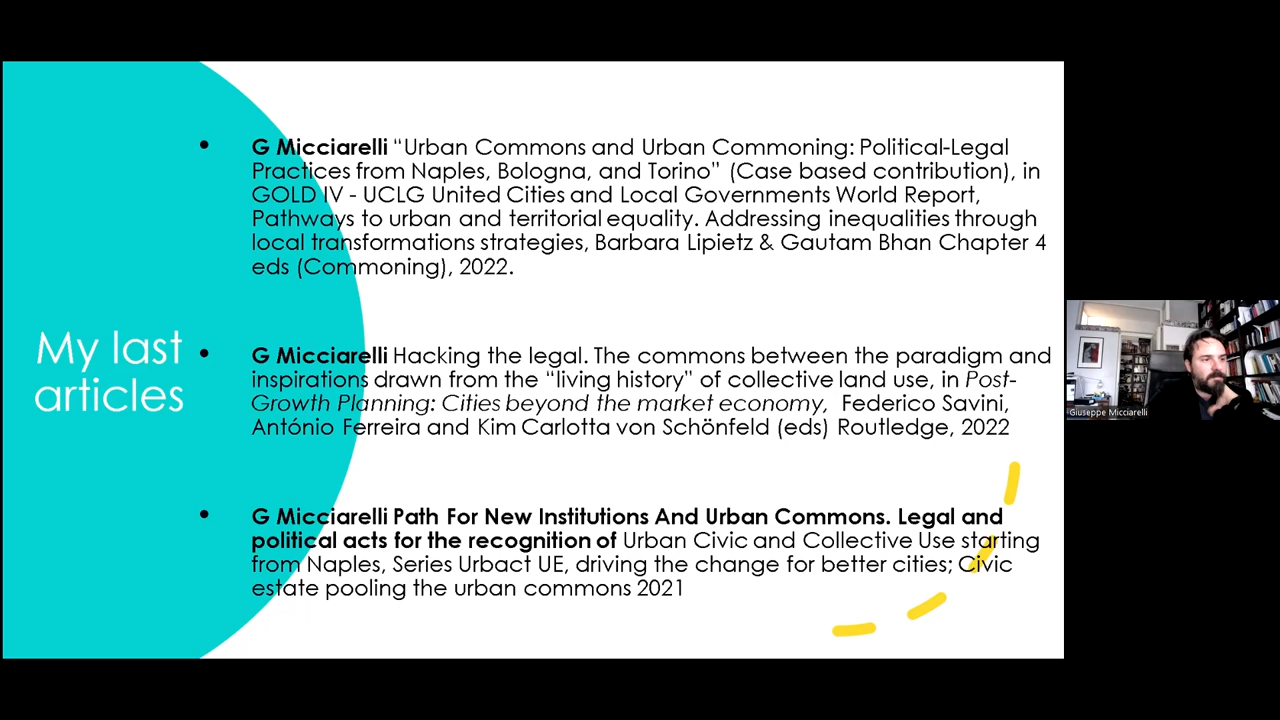 My last
articles
• G Micciarelli “Urban Commons and Urban Commoning: Political-Legal
Practices from Naples, Bologna, and Torino” (Case based contribution), in
GOLD IV - UCLG United Cities and Local Governments World Report,
Pathways to urban and territorial equality. Addressing inequalities through
local transformations strategies, Barbara Lipietz & Gautam Bhan Chapter 4
eds (Commoning), 2022.
• G Micciarelli Hacking the legal. The commons between the paradigm and
inspirations drawn from the “living history” of collective land use, in Post-
Growth Planning: Cities beyond the market economy, Federico Savini,
António Ferreira and Kim Carlotta von Schönfeld (eds) Routledge, 2022
• G Micciarelli Path For New Institutions And Urban Commons. Legal and
political acts for the recognition of Urban Civic and Collective Use starting
from Naples, Series Urbact UE, driving the change for better cities; Civic
estate pooling the urban commons 2021
Giuseppe Micciarelli